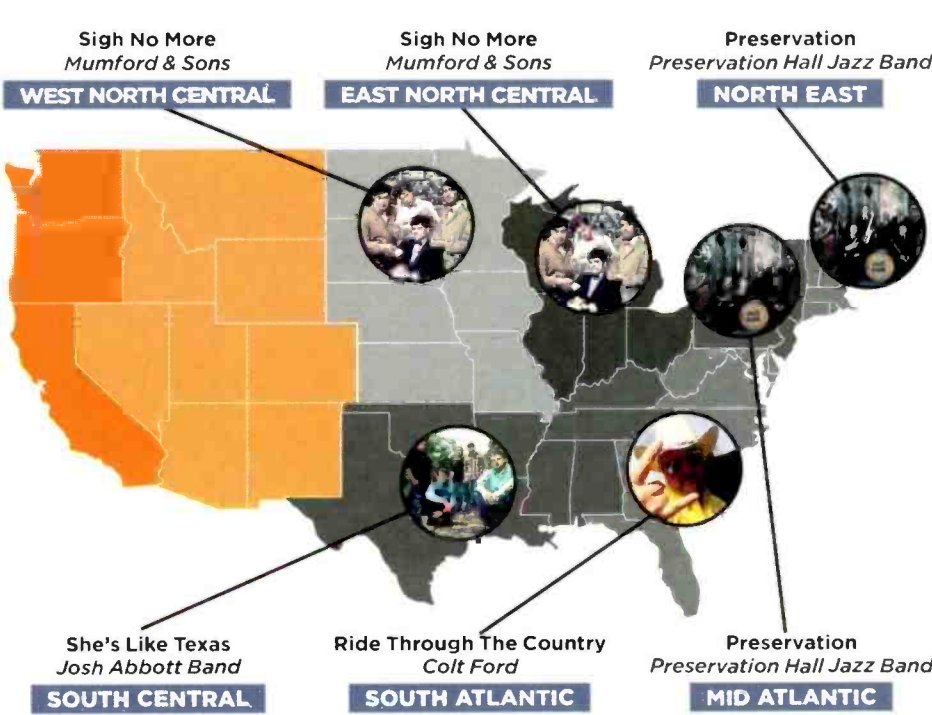 Sigh No More
Mumford & Sons
WEST NORTH CENTRAL
Sigh No More
Mumford & Sons
EAST NORTH CENTRAL
Preservation
Preservation Hall Jazz Band
NORTH EAST
She's Like Texas
Josh Abbott Band
SOUTH CENTRAL
Ride Through The Country
Colt Ford
SOUTH ATLANTIC
Preservation
Preservation Hall Jazz Band
MID ATLANTIC